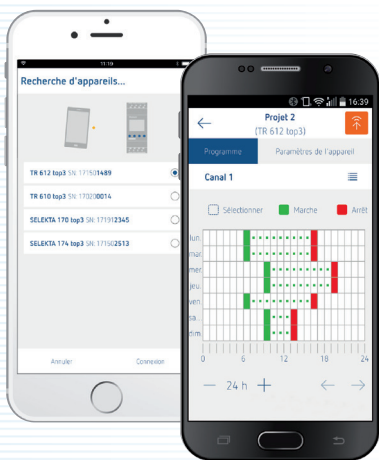 11:19
Recherche d'appareils...
TR 612 top3 SN: 171501489
TR 610 top3 SN: 170200014
SELEKTA 170 top3 SN: 171912345
SELEKTA 174 top3 SN: 171502513
Annuler Connexion
16:39
Projet 2
(TR 612 top3)
Programme Paramètres de l'appareil
Canal 1
Sélectionner Marche Arrêt
lun.
mar.
mer.
jeu.
ven.
sa...
dim.
0 6 12 18 24
24 h